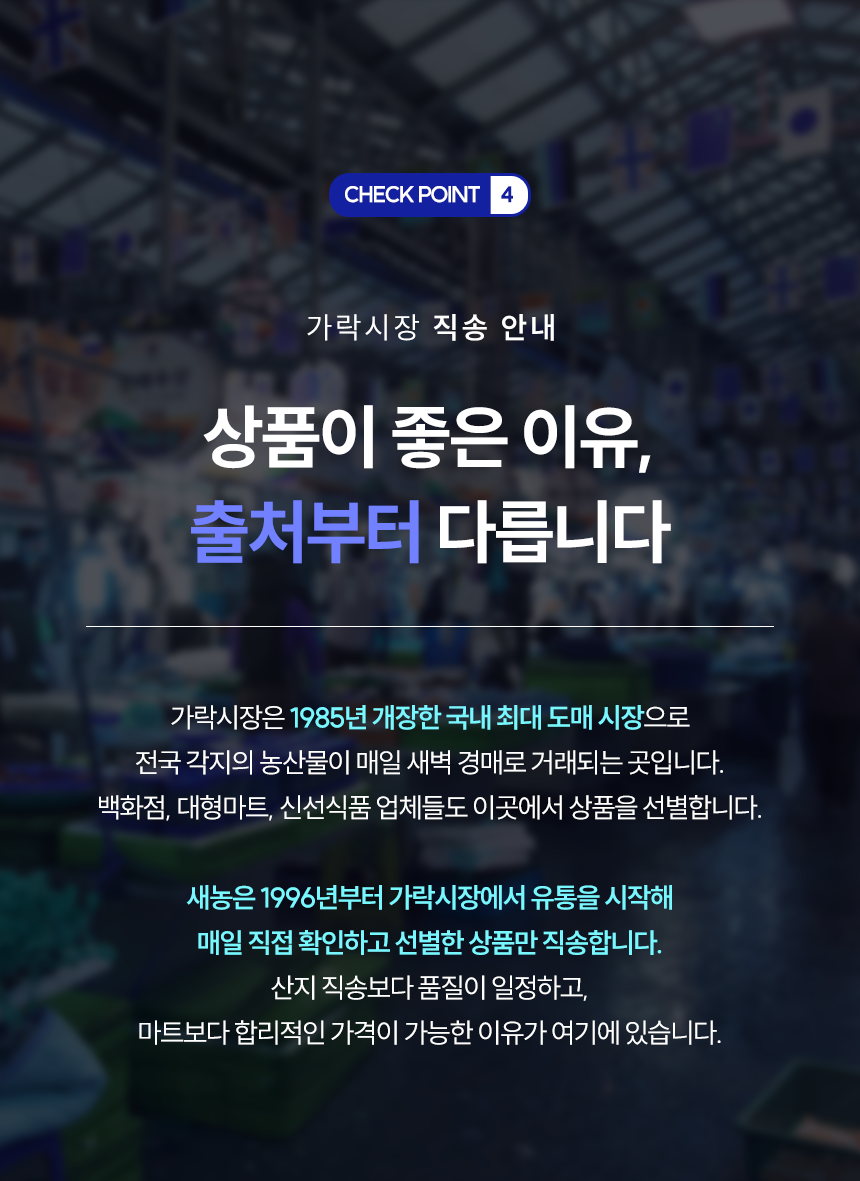 CHECK POINT 4
가락시장 직송 안내
상품이 좋은 이유,
출처부터 다릅니다
가락시장은 1985년 개장한 국내 최대 도매 시장으로
전국 각지의 농산물이 매일 새벽 경매로 거래되는 곳입니다.
백화점, 대형마트, 신선식품 업체들도 이곳에서 상품을 선별합니다.
새농은 1996년부터 가락시장에서 유통을 시작해
매일 직접 확인하고 선별한 상품만 직송합니다.
산지 직송보다 품질이 일정하고,
마트보다 합리적인 가격이 가능한 이유가 여기에 있습니다.